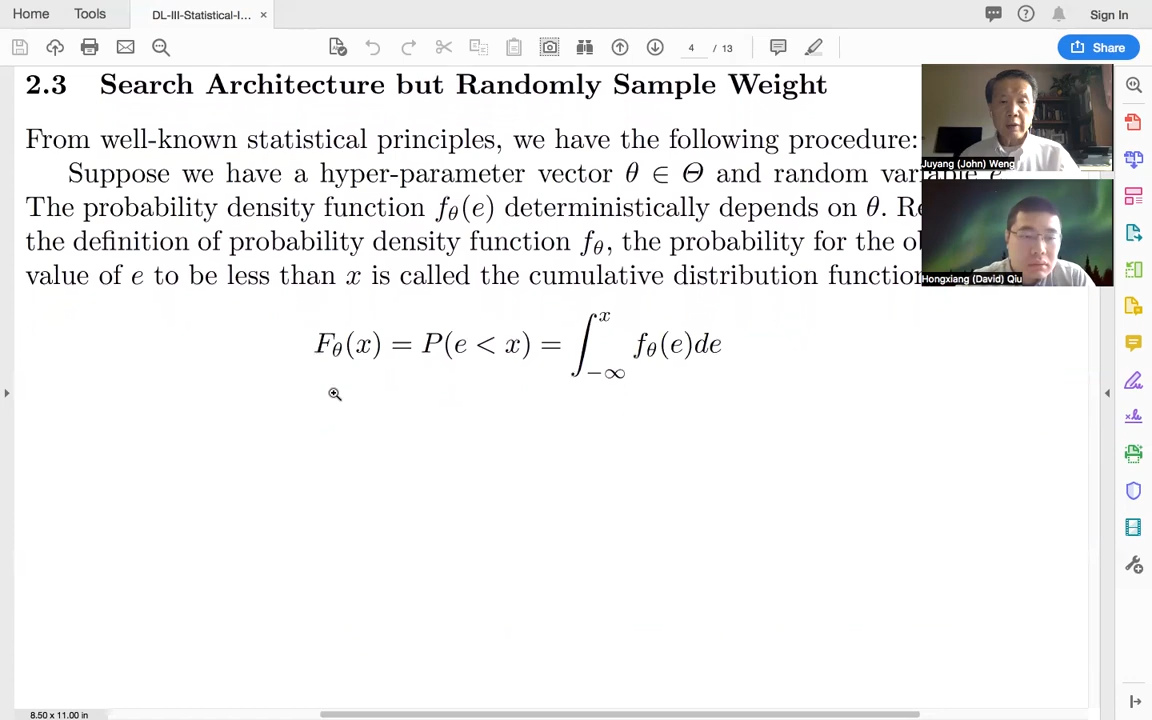 Home Tools DL-III-Statistical-I... × Sign In
4 / 13 Share
2.3 Search Architecture but Randomly Sample Weight
From well-known statistical principles, we have the following procedure:
Suppose we have a hyper-parameter vector θ ∈ Θ and random variable e
The probability density function f_θ(e) deterministically depends on θ. Re
the definition of probability density function f_θ, the probability for the ob
value of e to be less than x is called the cumulative distribution function
F_θ(x) = P(e < x) = ∫_{-∞}^{x} f_θ(e)de
Juyang (John) Weng
Hongxiang (David) Qiu
8.50 x 11.00 in